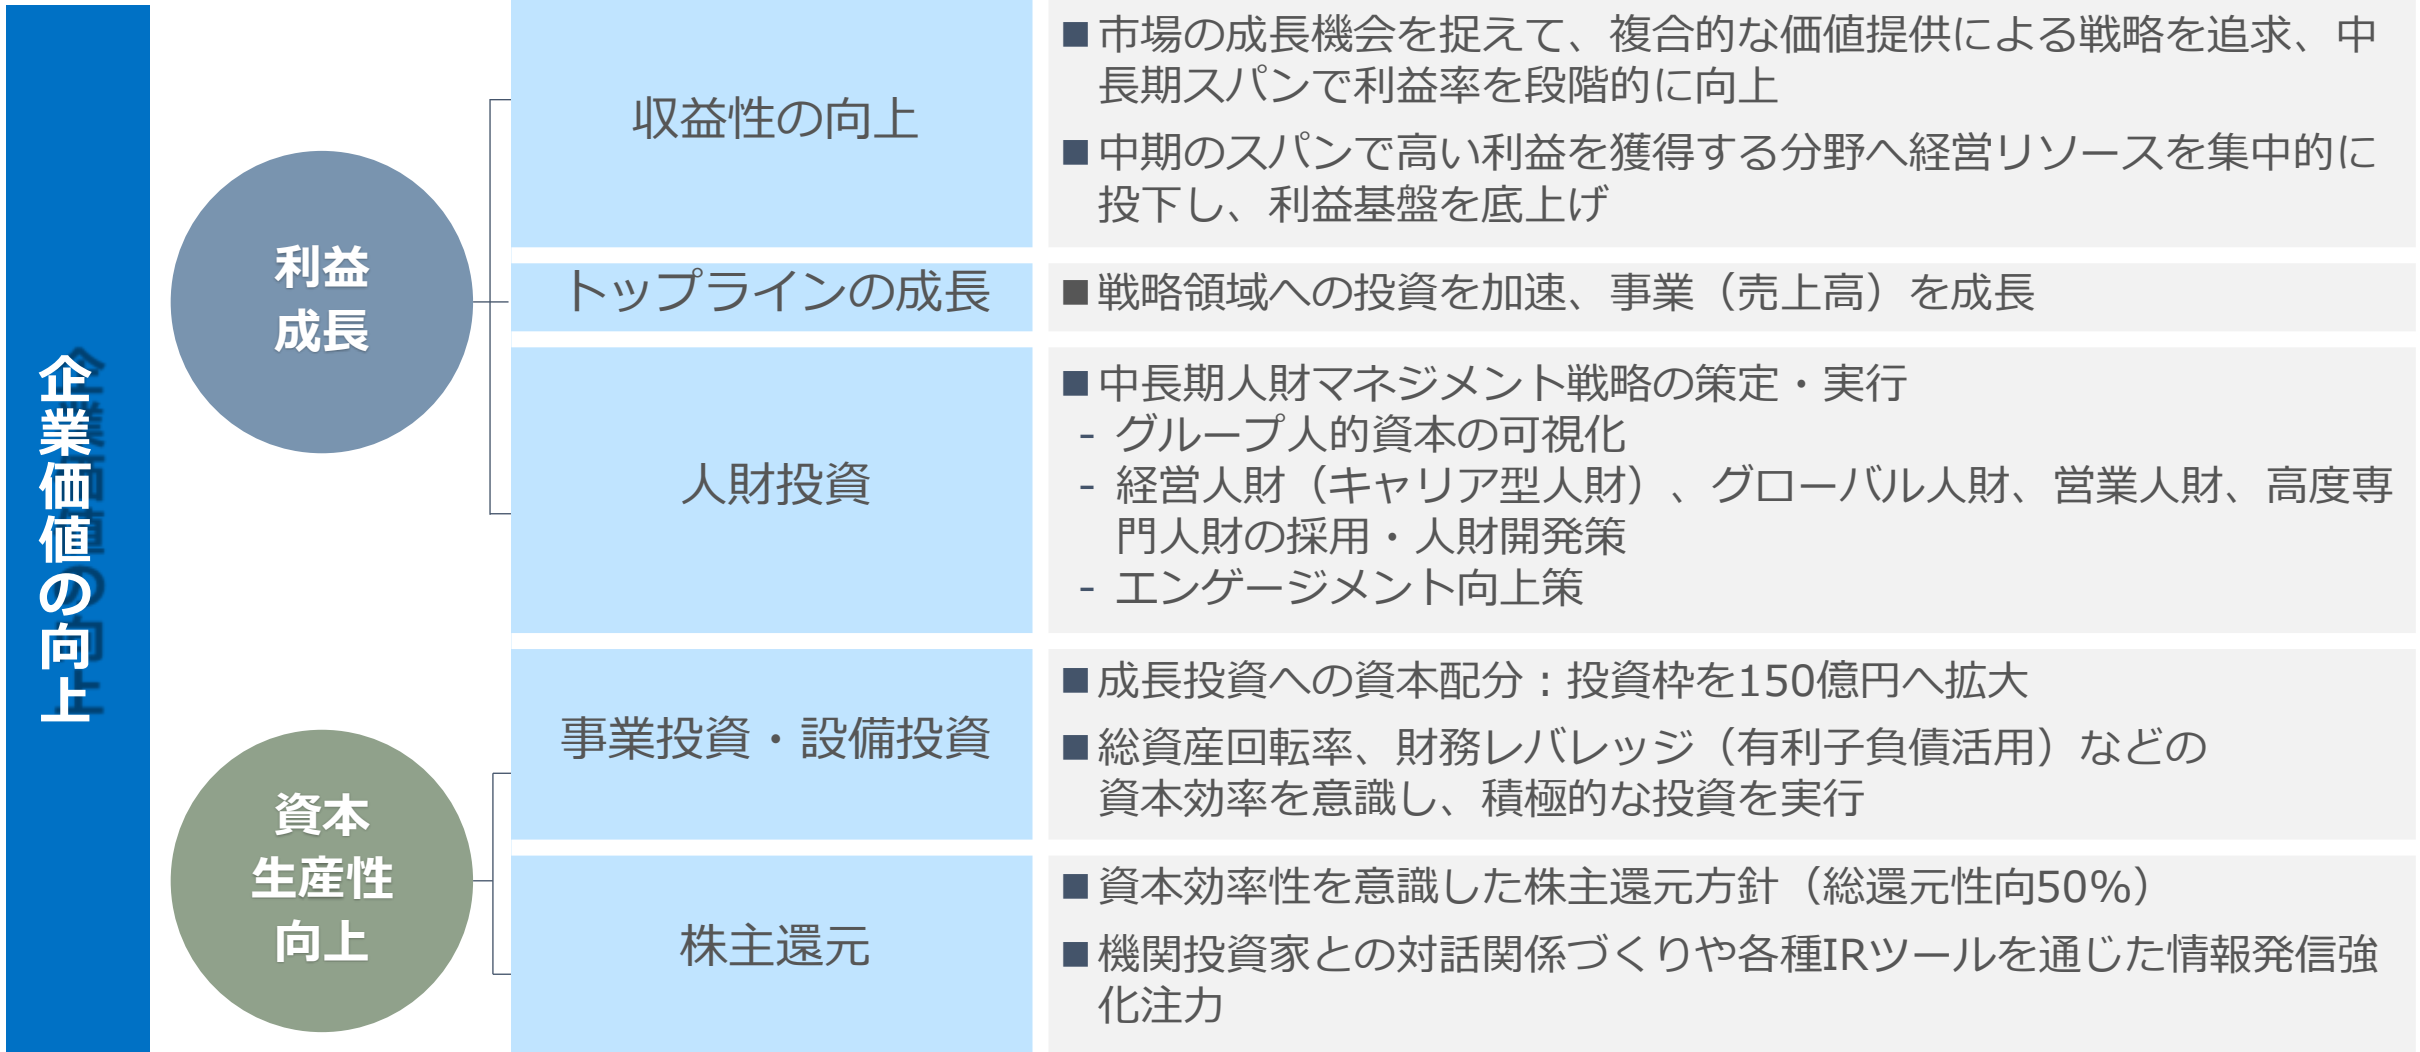 企業価値の向上
利益
成長
収益性の向上
■市場の成長機会を捉えて、複合的な価値提供による戦略を追求、中
長期スパンで利益率を段階的に向上
■中期のスパンで高い利益を獲得する分野へ経営リソースを集中的に
投下し、利益基盤を底上げ
トップラインの成長
■戦略領域への投資を加速、事業（売上高）を成長
人財投資
■中長期人財マネジメント戦略の策定・実行
- グループ人的資本の可視化
- 経営人財（キャリア型人財）、グローバル人財、営業人財、高度専
門人財の採用・人財開発策
- エンゲージメント向上策
資本
生産性
向上
事業投資・設備投資
■成長投資への資本配分：投資枠を150億円へ拡大
■総資産回転率、財務レバレッジ（有利子負債活用）などの
資本効率を意識し、積極的な投資を実行
株主還元
■資本効率性を意識した株主還元方針（総還元性向50%）
■機関投資家との対話関係づくりや各種IRツールを通じた情報発信強
化注力